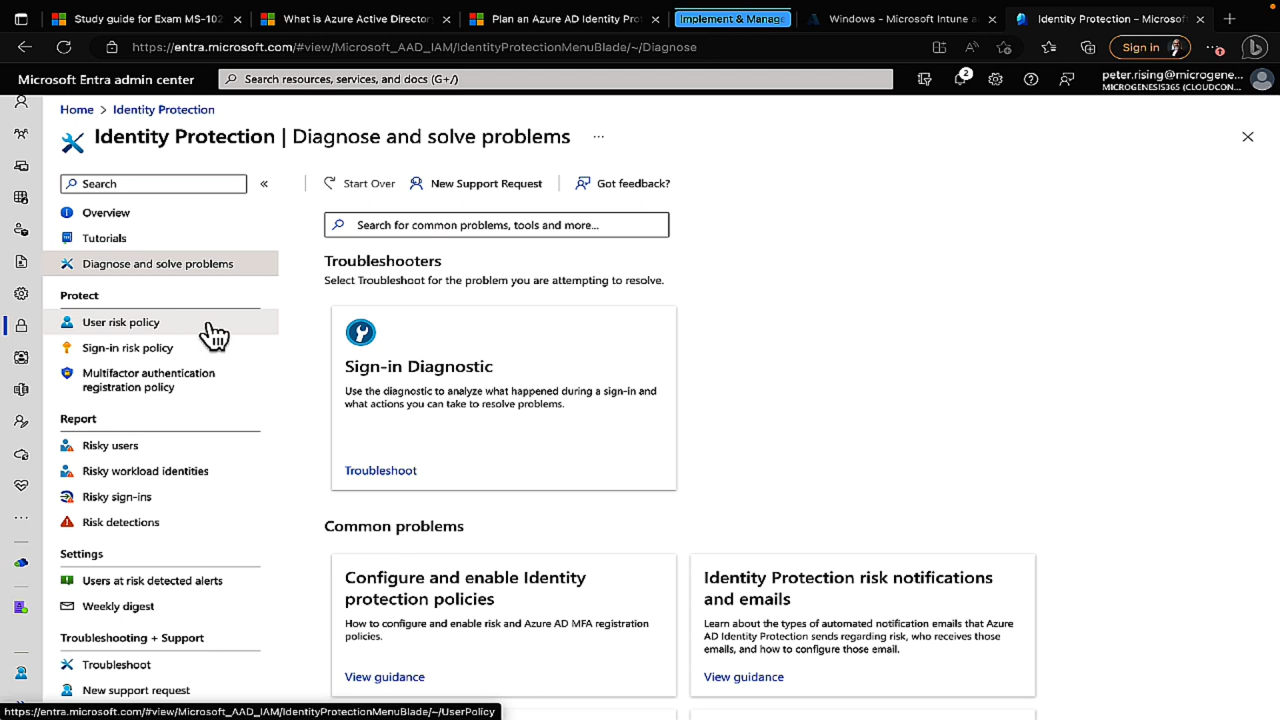 Study guide for Exam MS-102
What is Azure Active Director
Plan an Azure AD Identity Pro
Implement & Manage
Windows - Microsoft Intune a
Identity Protection - Microsof
https://entra.microsoft.com/#view/Microsoft_AAD_IAM/IdentityProtectionMenuBlade/~/Diagnose
Sign in
Microsoft Entra admin center
Search resources, services, and docs (G+/)
2
peter.rising@microgene...
MICROGENESIS365 (CLOUDCON...
Home > Identity Protection
Identity Protection | Diagnose and solve problems
...
Search
«
Start Over
New Support Request
Got feedback?
Overview
Tutorials
Diagnose and solve problems
Protect
User risk policy
Sign-in risk policy
Multifactor authentication
registration policy
Report
Risky users
Risky workload identities
Risky sign-ins
Risk detections
Settings
Users at risk detected alerts
Weekly digest
Troubleshooting + Support
Troubleshoot
New support request
Search for common problems, tools and more...
Troubleshooters
Select Troubleshoot for the problem you are attempting to resolve.
Sign-in Diagnostic
Use the diagnostic to analyze what happened during a sign-in and
what actions you can take to resolve problems.
Troubleshoot
Common problems
Configure and enable Identity
protection policies
How to configure and enable risk and Azure AD MFA registration
policies.
View guidance
Identity Protection risk notifications
and emails
Learn about the types of automated notification emails that Azure
AD Identity Protection sends regarding risk, who receives those
emails, and how to configure those email.
View guidance
https://entra.microsoft.com/#view/Microsoft_AAD_IAM/IdentityProtectionMenuBlade/~/UserPolicy